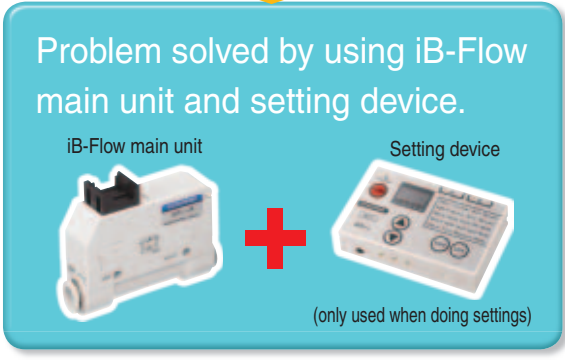 Problem solved by using iB-Flow
main unit and setting device.
iB-Flow main unit
Setting device
(only used when doing settings)